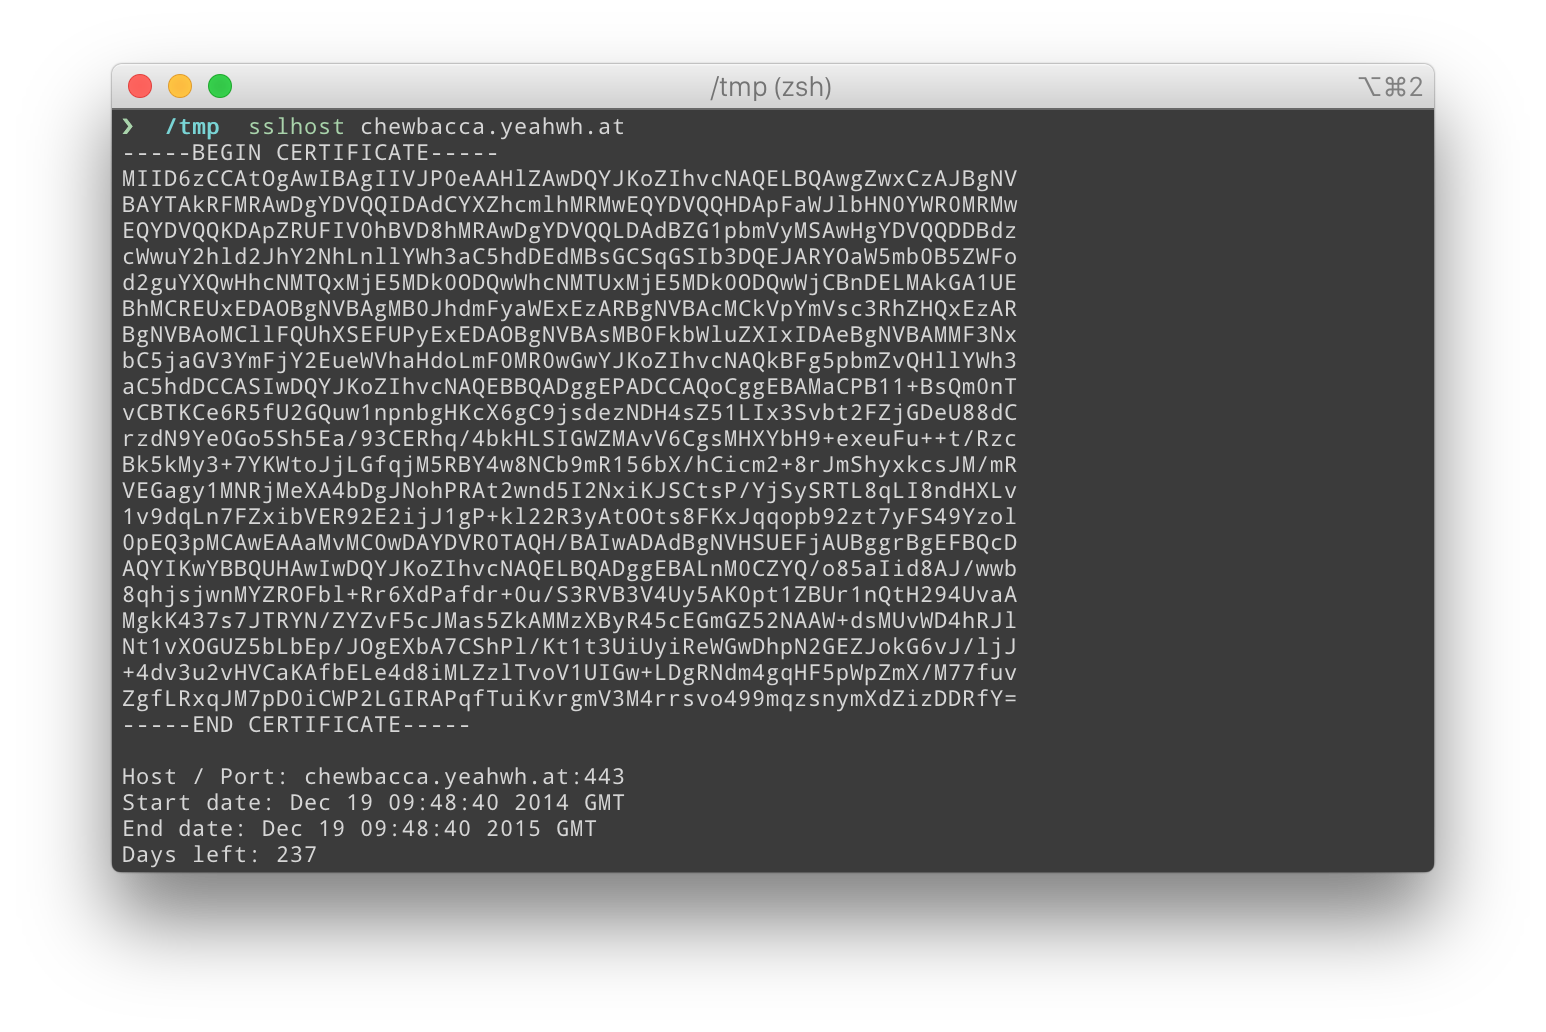 /tmp (zsh)
⌥⌘2
❯ /tmp sslhost chewbacca.yeahwh.at
-----BEGIN CERTIFICATE-----
MIID6zCCAtOgAwIBAgIIVJP0eAAHlZAwDQYJKoZIhvcNAQELBQAwgZwxCzAJBgNV
BAYTAkRFMRAwDgYDVQQIDAdCYXZhcmlhMRMwEQYDVQQHDApFaWJlbHN0YWR0MRMw
EQYDVQQKDApZRUFIV0hBVD8hMRAwDgYDVQQLDAdBZG1pbmVyMSAwHgYDVQQDDBdz
cWwuY2hld2JhY2NhLnllYWh3aC5hdDEdMBsGCSqGSIb3DQEJARYOaW5mb0B5ZWFo
d2guYXQwHhcNMTQxMjE5MDk0ODQwWhcNMTUxMjE5MDk0ODQwWjCBnDELMAkGA1UE
BhMCREUxEDAOBgNVBAgMB0JhdmFyaWExEzARBgNVBAcMCkVpYmVsc3RhZHQxEzAR
BgNVBAoMCllFQUhXSEFUPyExEDAOBgNVBAsMB0FkbWluZXIxIDAeBgNVBAMMF3Nx
bC5jaGV3YmFjY2EueWVhaHdoLmF0MR0wGwYJKoZIhvcNAQkBFg5pbmZvQHllYWh3
aC5hdDCCASIwDQYJKoZIhvcNAQEBBQADggEPADCCAQoCggEBAMaCPB11+BsQm0nT
vCBTKCe6R5fU2GQuw1npnbgHKcX6gC9jsdezNDH4sZ51LIx3Svbt2FZjGDeU88dC
rzdN9Ye0Go5Sh5Ea/93CERhq/4bkHLSIGWZMAvV6CgsMHXYbH9+exeuFu++t/Rzc
Bk5kMy3+7YKWtoJjLGfqjM5RBY4w8NCb9mR156bX/hCicm2+8rJmShyxkcsJM/mR
VEGagy1MNRjMeXA4bDgJNohPRAt2wnd5I2NxiKJSCtsP/YjSySRTL8qLI8ndHXLv
1v9dqLn7FZxibVER92E2ijJ1gP+kl22R3yAtOOts8FKxJqqopb92zt7yFS49Yzol
0pEQ3pMCAwEAAaMvMC0wDAYDVR0TAQH/BAIwADAdBgNVHSUEFjAUBggrBgEFBQcD
AQYIKwYBBQUHAwIwDQYJKoZIhvcNAQELBQADggEBALnM0CZYQ/o85aIid8AJ/wwb
8qhjsjwnMYZROFbl+Rr6XdPafdr+0u/S3RVB3V4Uy5AK0pt1ZBUr1nQtH294UvaA
MgkK437s7JTRYN/ZYZvF5cJMas5ZkAMMzXByR45cEGmGZ52NAAW+dsMUvWD4hRJl
Nt1vXOGUZ5bLbEp/JOgEXbA7CShPl/Kt1t3UiUyiReWGwDhpN2GEZJokG6vJ/ljJ
+4dv3u2vHVCaKAfbELe4d8iMLZzlTvoV1UIGw+LDgRNdm4gqHF5pWpZmX/M77fuv
ZgfLRxqJM7pD0iCWP2LGIRAPqfTuiKvrgmV3M4rrsvo499mqzsnymXdZizDDRfY=
-----END CERTIFICATE-----
Host / Port: chewbacca.yeahwh.at:443
Start date: Dec 19 09:48:40 2014 GMT
End date: Dec 19 09:48:40 2015 GMT
Days left: 237